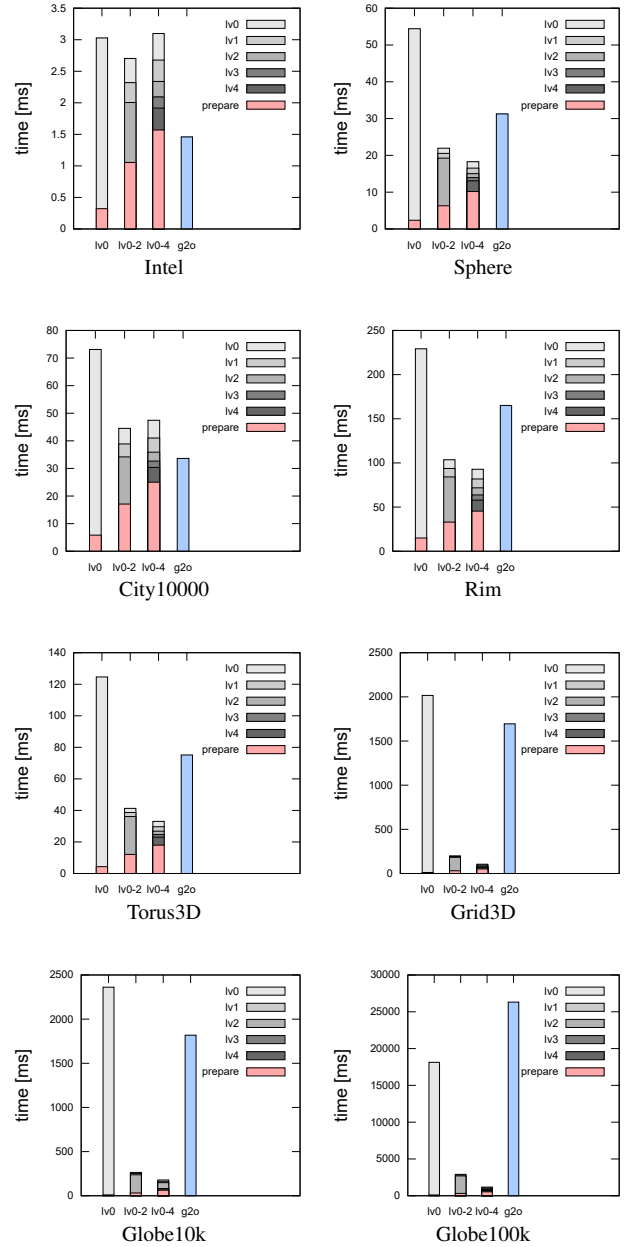 3.5
3
2.5
2
1.5
1
0.5
0
time [ms]
lv0
lv1
lv2
lv3
lv4
prepare
lv0 lv0-2 lv0-4 g2o
Intel
60
50
40
30
20
10
0
time [ms]
lv0
lv1
lv2
lv3
lv4
prepare
lv0 lv0-2 lv0-4 g2o
Sphere
80
70
60
50
40
30
20
10
0
time [ms]
lv0
lv1
lv2
lv3
lv4
prepare
lv0 lv0-2 lv0-4 g2o
City10000
250
200
150
100
50
0
time [ms]
lv0
lv1
lv2
lv3
lv4
prepare
lv0 lv0-2 lv0-4 g2o
Rim
140
120
100
80
60
40
20
0
time [ms]
lv0
lv1
lv2
lv3
lv4
prepare
lv0 lv0-2 lv0-4 g2o
Torus3D
2500
2000
1500
1000
500
0
time [ms]
lv0
lv1
lv2
lv3
lv4
prepare
lv0 lv0-2 lv0-4 g2o
Grid3D
2500
2000
1500
1000
500
0
time [ms]
lv0
lv1
lv2
lv3
lv4
prepare
lv0 lv0-2 lv0-4 g2o
Globe10k
30000
25000
20000
15000
10000
5000
0
time [ms]
lv0
lv1
lv2
lv3
lv4
prepare
lv0 lv0-2 lv0-4 g2o
Globe100k